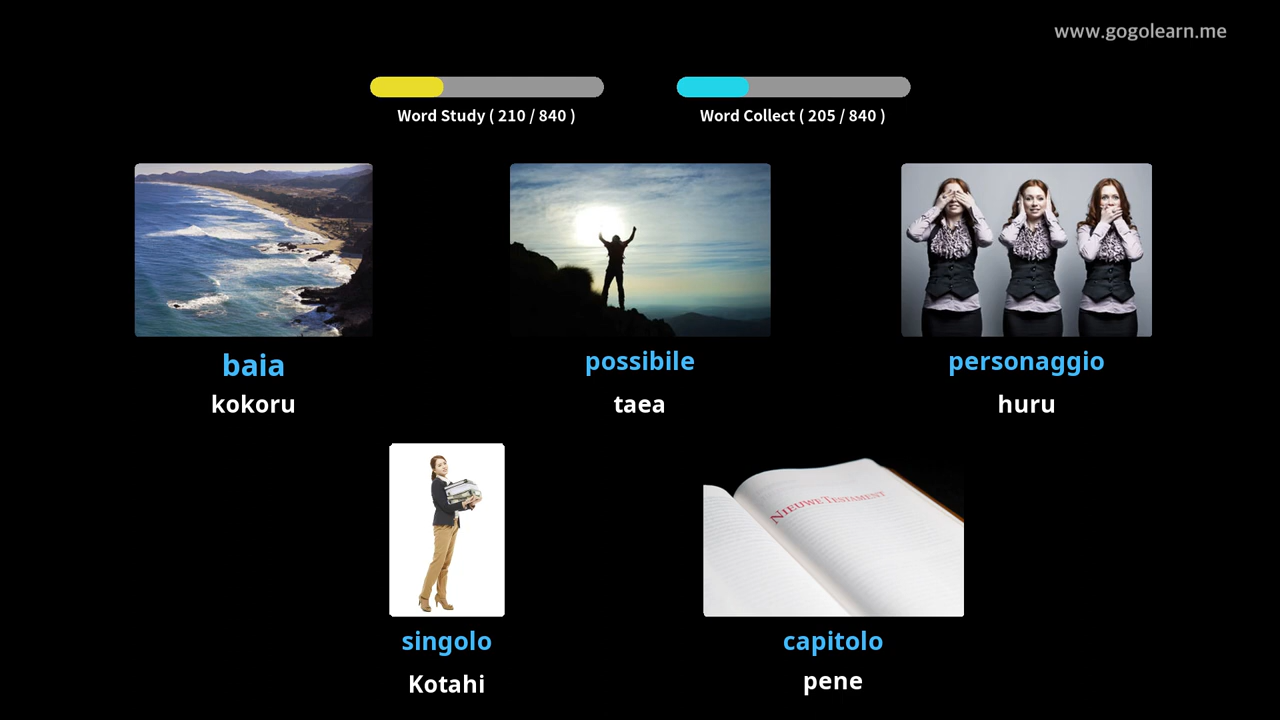 www.gogolearn.me
Word Study ( 210 / 840 )
Word Collect ( 205 / 840 )
baia
kokoru
possibile
taea
personaggio
huru
NIEUWE TESTAMENT
singolo
Kotahi
capitolo
pene